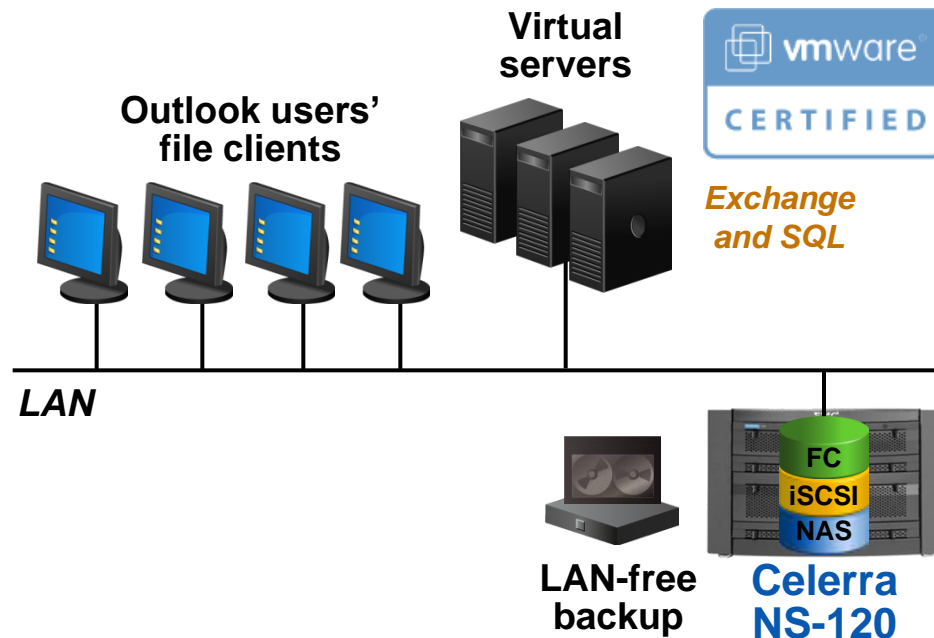 Virtual
servers
vmware
CERTIFIED
Outlook users’
file clients
Exchange
and SQL
LAN
FC
iSCSI
NAS
LAN-free
backup
Celerra
NS-120